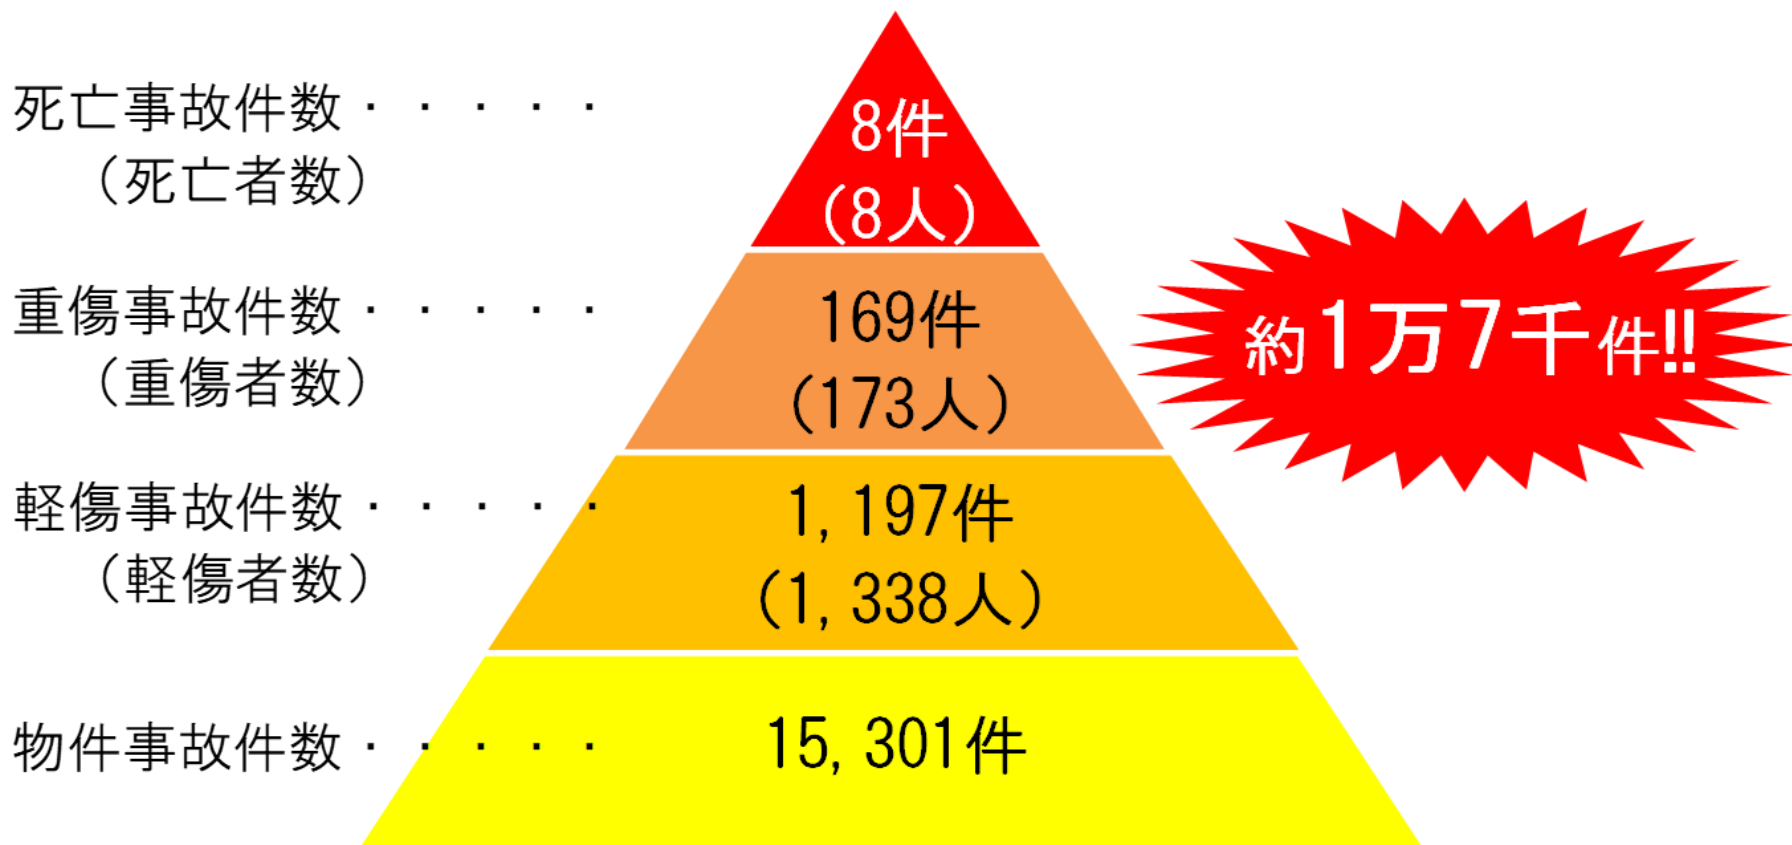 死亡事故件数・・・・・
（死亡者数）
8件
（8人）
重傷事故件数・・・・・
（重傷者数）
169件
（173人）
約1万7千件!!
軽傷事故件数・・・・・
（軽傷者数）
1,197件
（1,338人）
物件事故件数・・・・・
15,301件